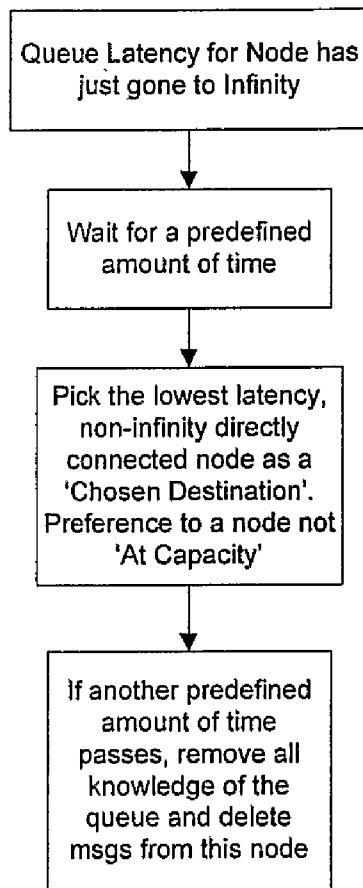 Queue Latency for Node has
just gone to Infinity
Wait for a predefined
amount of time
Pick the lowest latency,
non-infinity directly
connected node as a
'Chosen Destination'.
Preference to a node not
'At Capacity'
If another predefined
amount of time
passes, remove all
knowledge of the
queue and delete
msgs from this node